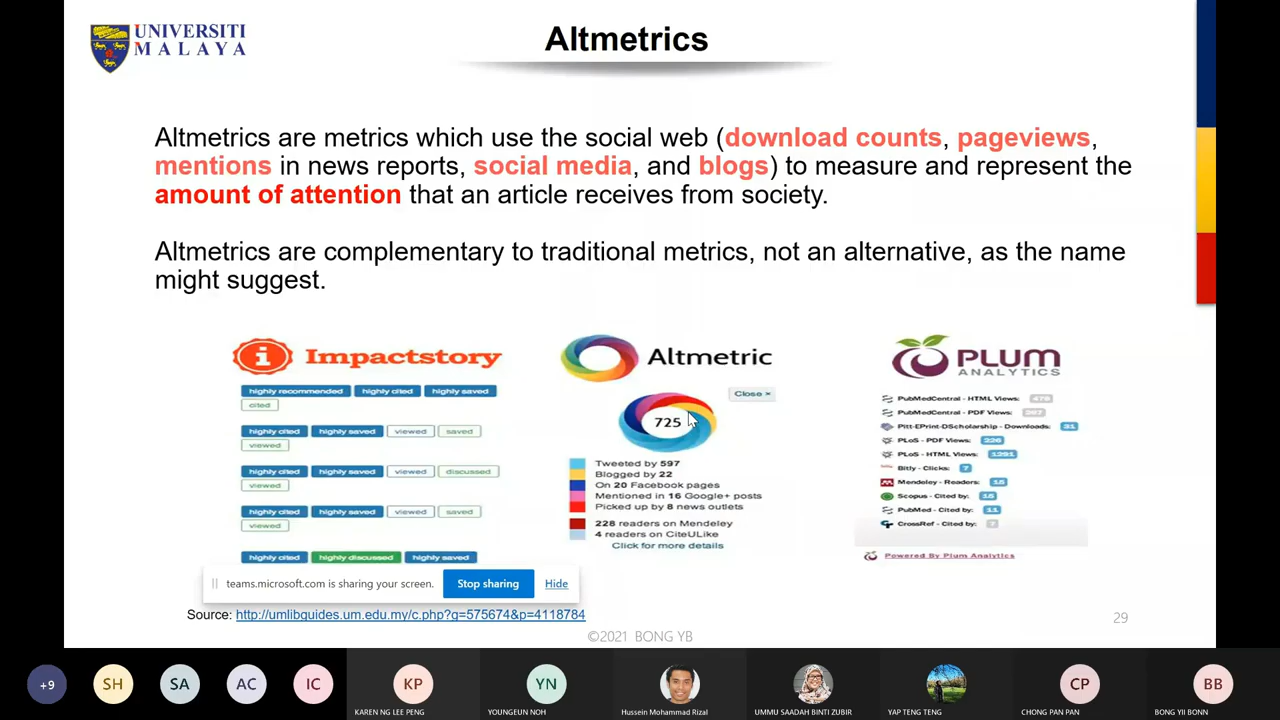 UNIVERSITI
MALAYA
Altmetrics
Altmetrics are metrics which use the social web (download counts, pageviews,
mentions in news reports, social media, and blogs) to measure and represent the
amount of attention that an article receives from society.
Altmetrics are complementary to traditional metrics, not an alternative, as the name
might suggest.
Impactstory
highly recommended highly cited highly saved
cited
highly cited highly saved viewed saved
viewed
highly cited highly saved viewed discussed
viewed
highly cited highly saved viewed saved
viewed
highly cited highly discussed highly saved
Altmetric
Close ×
725
Tweeted by 597
Blogged by 22
On 20 Facebook pages
Mentioned in 16 Google+ posts
Picked up by 8 news outlets
228 readers on Mendeley
4 readers on CiteULike
Click for more details
PLUM
ANALYTICS
PubMedCentral - HTML Views:
PubMedCentral - PDF Views:
Pitt-EPrint-DScholarship - Downloads: 31
PLoS - PDF Views: 226
PLoS - HTML Views: 1291
Bitly - Clicks: 7
Mendeley - Readers: 15
Scopus - Cited by: 15
PubMed - Cited by: 11
CrossRef - Cited by: 7
Powered By Plum Analytics
teams.microsoft.com is sharing your screen. Stop sharing Hide
Source: http://umlibguides.um.edu.my/c.php?g=575674&p=4118784
29
©2021 BONG YB
+9 SH SA AC IC KP YN CP BB
KAREN NG LEE PENG YOUNGEUN NOH Hussein Mohammad Rizal UMMU SAADAH BINTI ZUBIR YAP TENG TENG CHONG PAN PAN BONG YII BONN